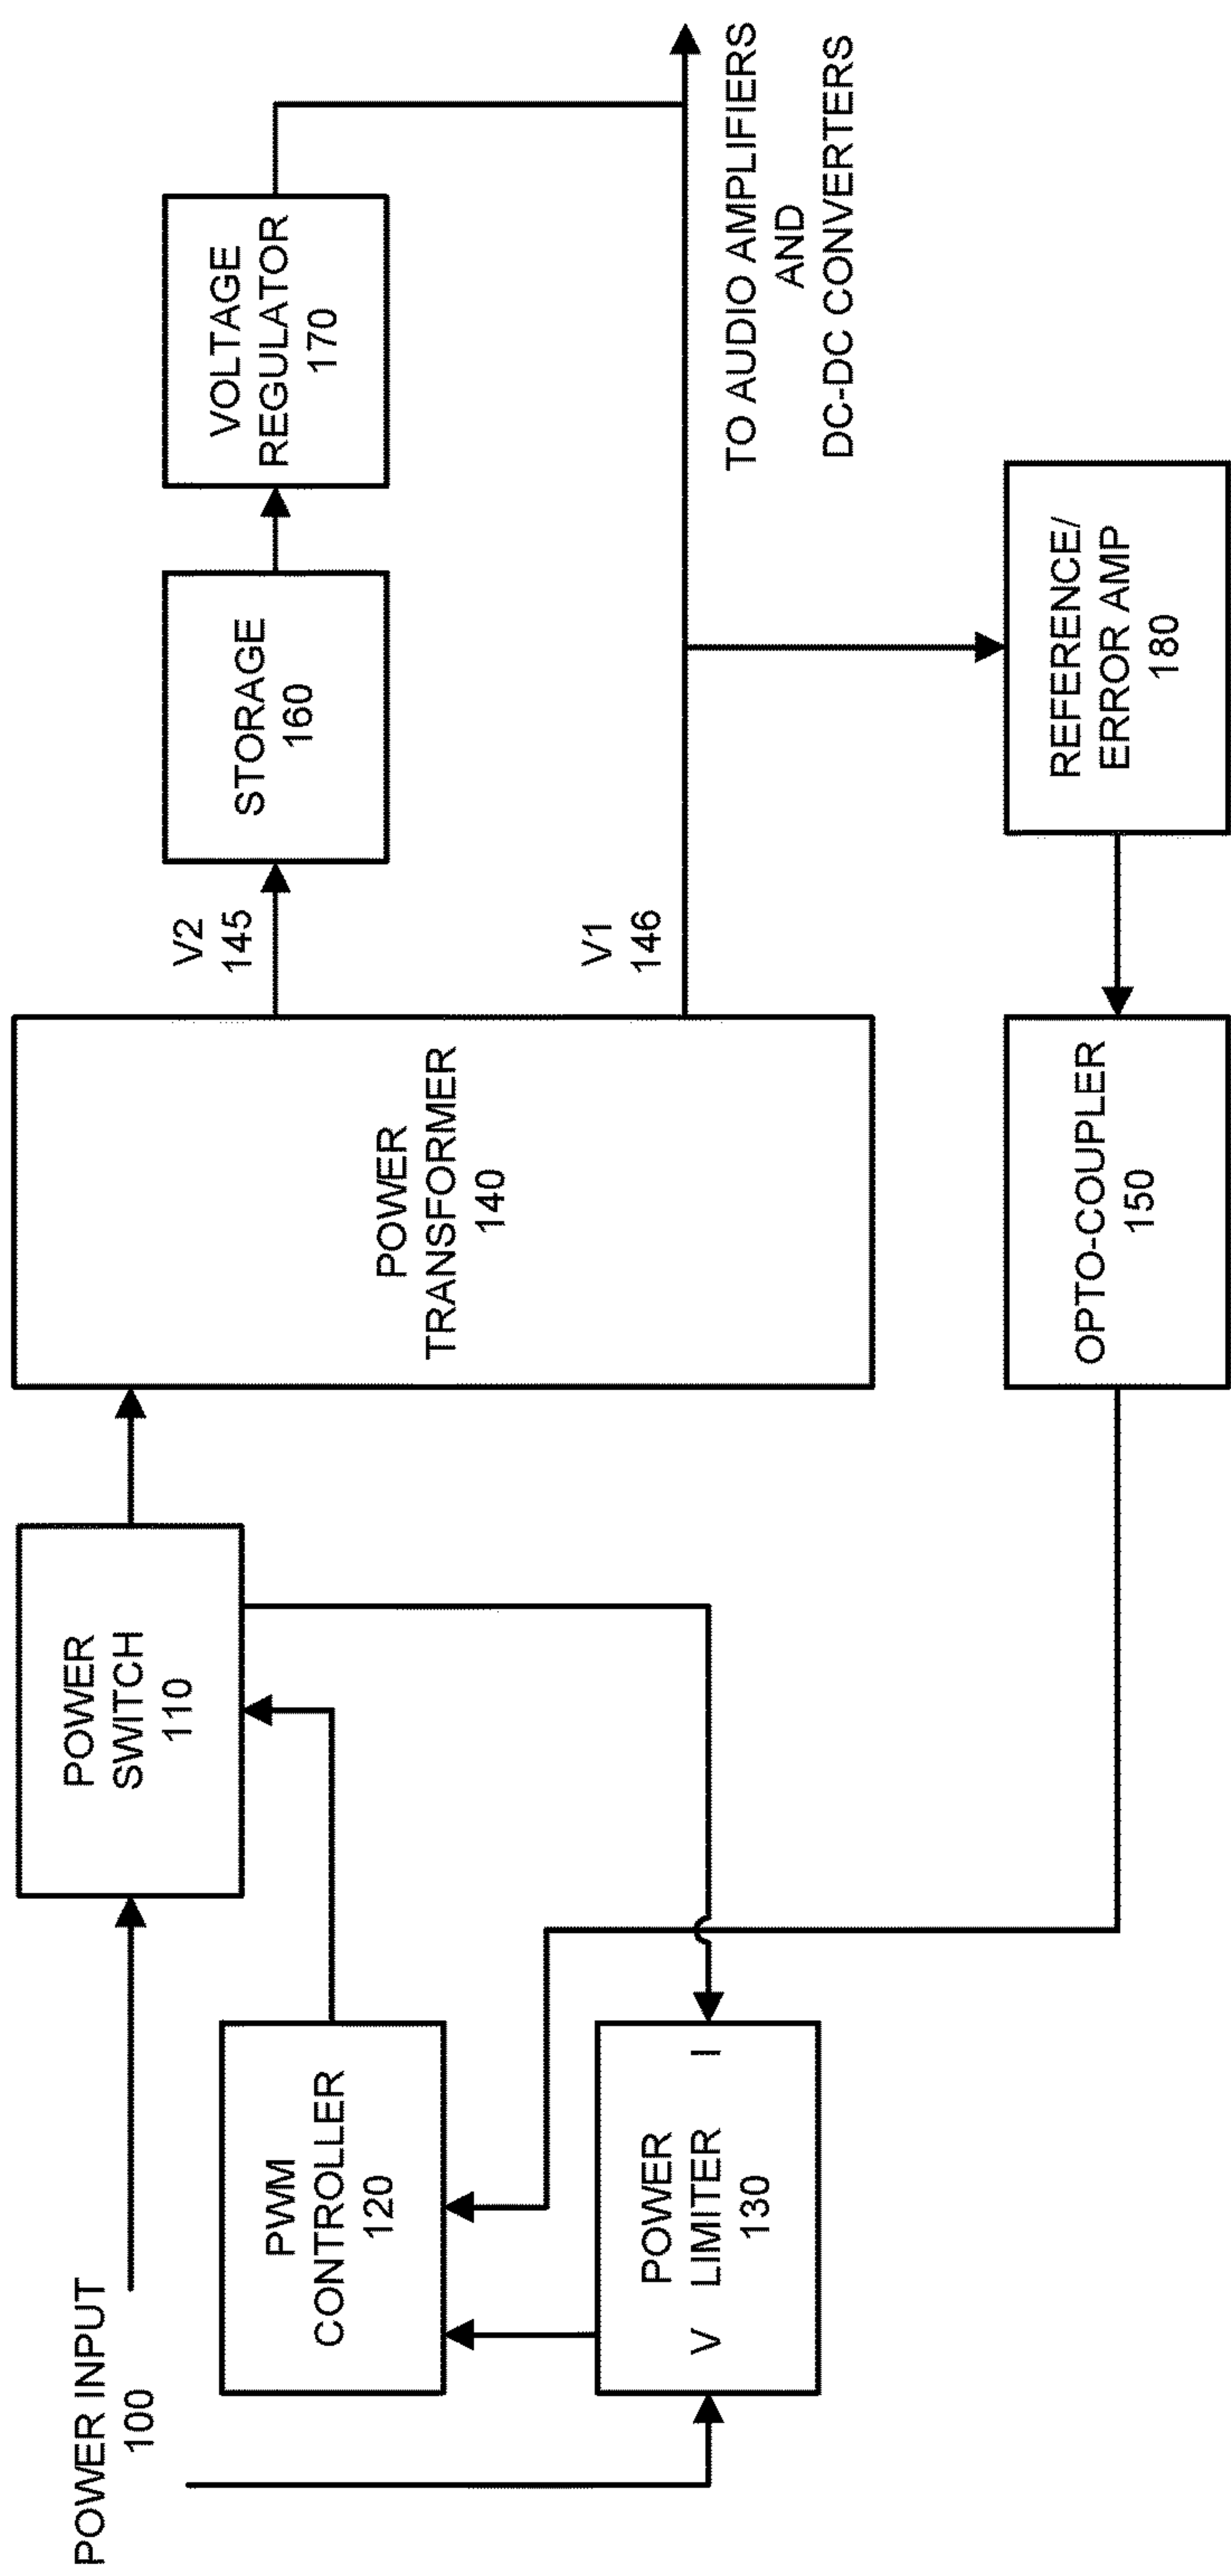 POWER INPUT
100
POWER
SWITCH
110
PWM
CONTROLLER
120
POWER
V LIMITER I
130
POWER
TRANSFORMER
140
V2
145
V1
146
STORAGE
160
VOLTAGE
REGULATOR
170
TO AUDIO AMPLIFIERS
AND
DC-DC CONVERTERS
OPTO-COUPLER
150
REFERENCE/
ERROR AMP
180